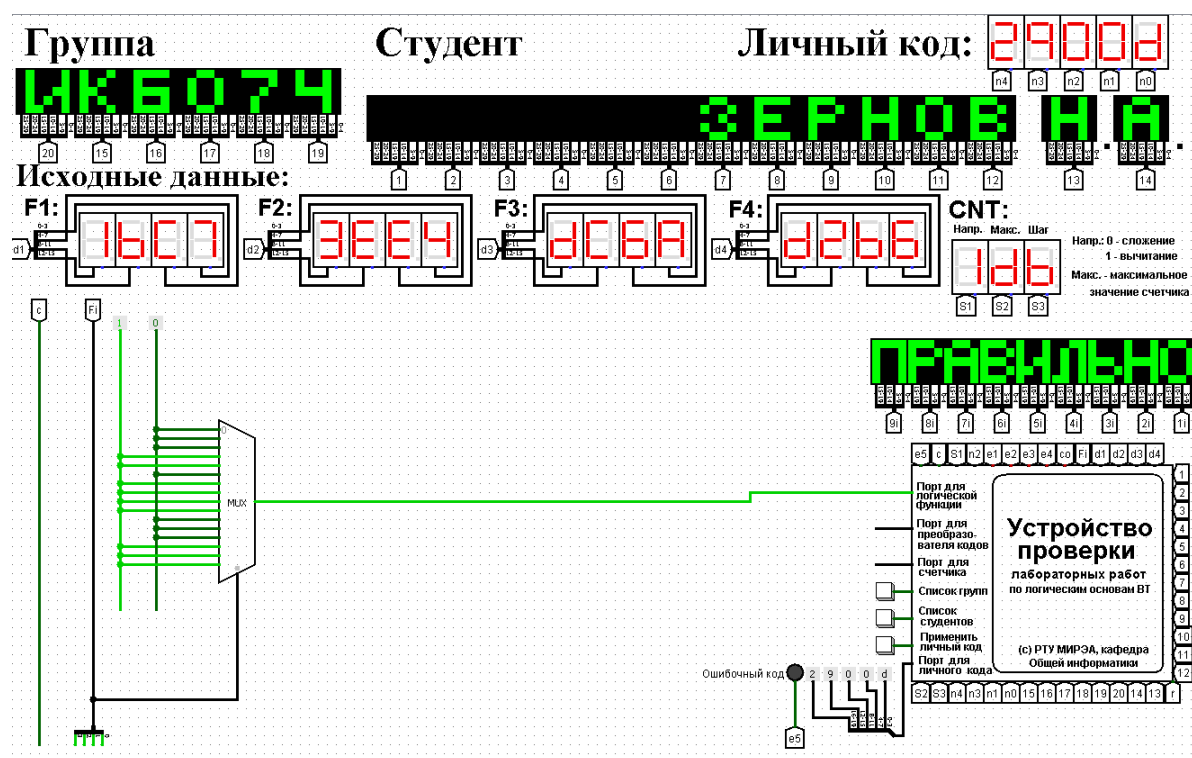 Группа Студент Личный код: 2900d
n4 n3 n2 n1 n0
ИКБ074
ЗЕРНОВ Н. А.
20 15 16 17 18 19
1 2 3 4 5 6 7 8 9 10 11 12 13 14
Исходные данные:
F1: 1bC7 F2: 3EE4 F3: dC6A F4: d2b6 CNT:
d1 d2 d3 d4
Напр. Макс. Шаг
1db
S1 S2 S3
Напр.: 0 - сложение
1 - вычитание
Макс. - максимальное
значение счетчика
c Fi 1 0
ПРАВИЛЬНО
9i 8i 7i 6i 5i 4i 3i 2i 1i
e5 c S1 n2 e1 e2 e3 e4 co Fi d1 d2 d3 d4
0
MUX
Порт для
логической
функции
Порт для
преобразо-
вателя кодов
Порт для
счетчика
Список групп
Список
студентов
Применить
личный код
Порт для
личного кода
Устройство
проверки
лабораторных работ
по логическим основам ВТ
(c) РТУ МИРЭА, кафедра
Общей информатики
1
2
3
4
5
6
7
8
9
10
11
12
Ошибочный код 2 9 0 0 d
e5
S2 S3 n4 n3 n1 n0 15 16 17 18 19 20 14 13 r